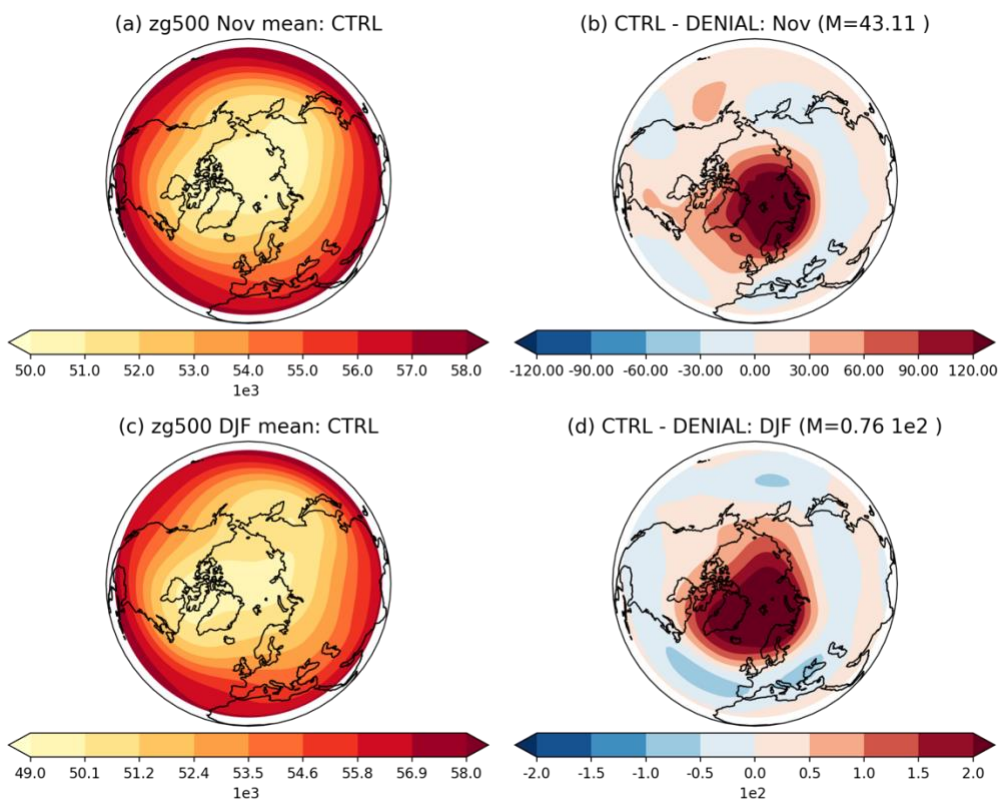 (a) zg500 Nov mean: CTRL
(b) CTRL - DENIAL: Nov (M=43.11 )
50.0 51.0 52.0 53.0 54.0 55.0 56.0 57.0 58.0
1e3
-120.00 -90.00 -60.00 -30.00 0.00 30.00 60.00 90.00 120.00
(c) zg500 DJF mean: CTRL
(d) CTRL - DENIAL: DJF (M=0.76 1e2 )
49.0 50.1 51.2 52.4 53.5 54.6 55.8 56.9 58.0
1e3
-2.0 -1.5 -1.0 -0.5 0.0 0.5 1.0 1.5 2.0
1e2